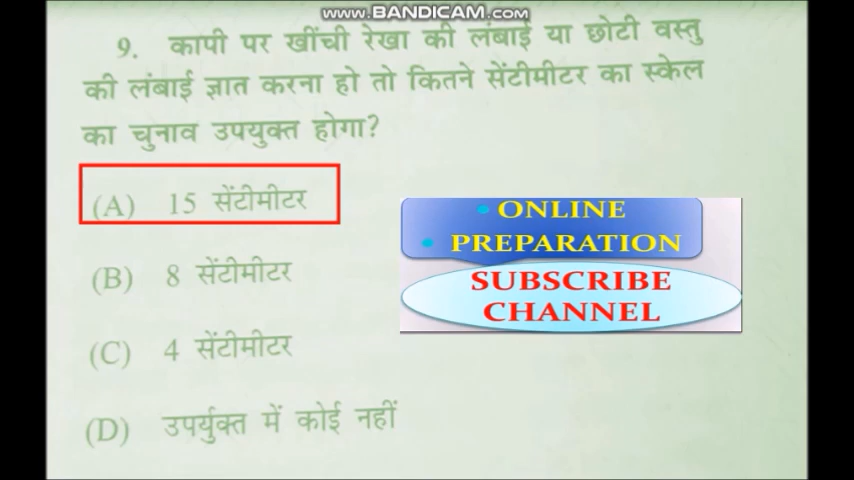 www.BANDICAM.com
9. कापी पर खींची रेखा की लंबाई या छोटी वस्तु
की लंबाई ज्ञात करना हो तो कितने सेंटीमीटर का स्केल
का चुनाव उपयुक्त होगा?
(A) 15 सेंटीमीटर
(B) 8 सेंटीमीटर
(C) 4 सेंटीमीटर
(D) उपर्युक्त में कोई नहीं
• ONLINE
• PREPARATION
SUBSCRIBE
CHANNEL